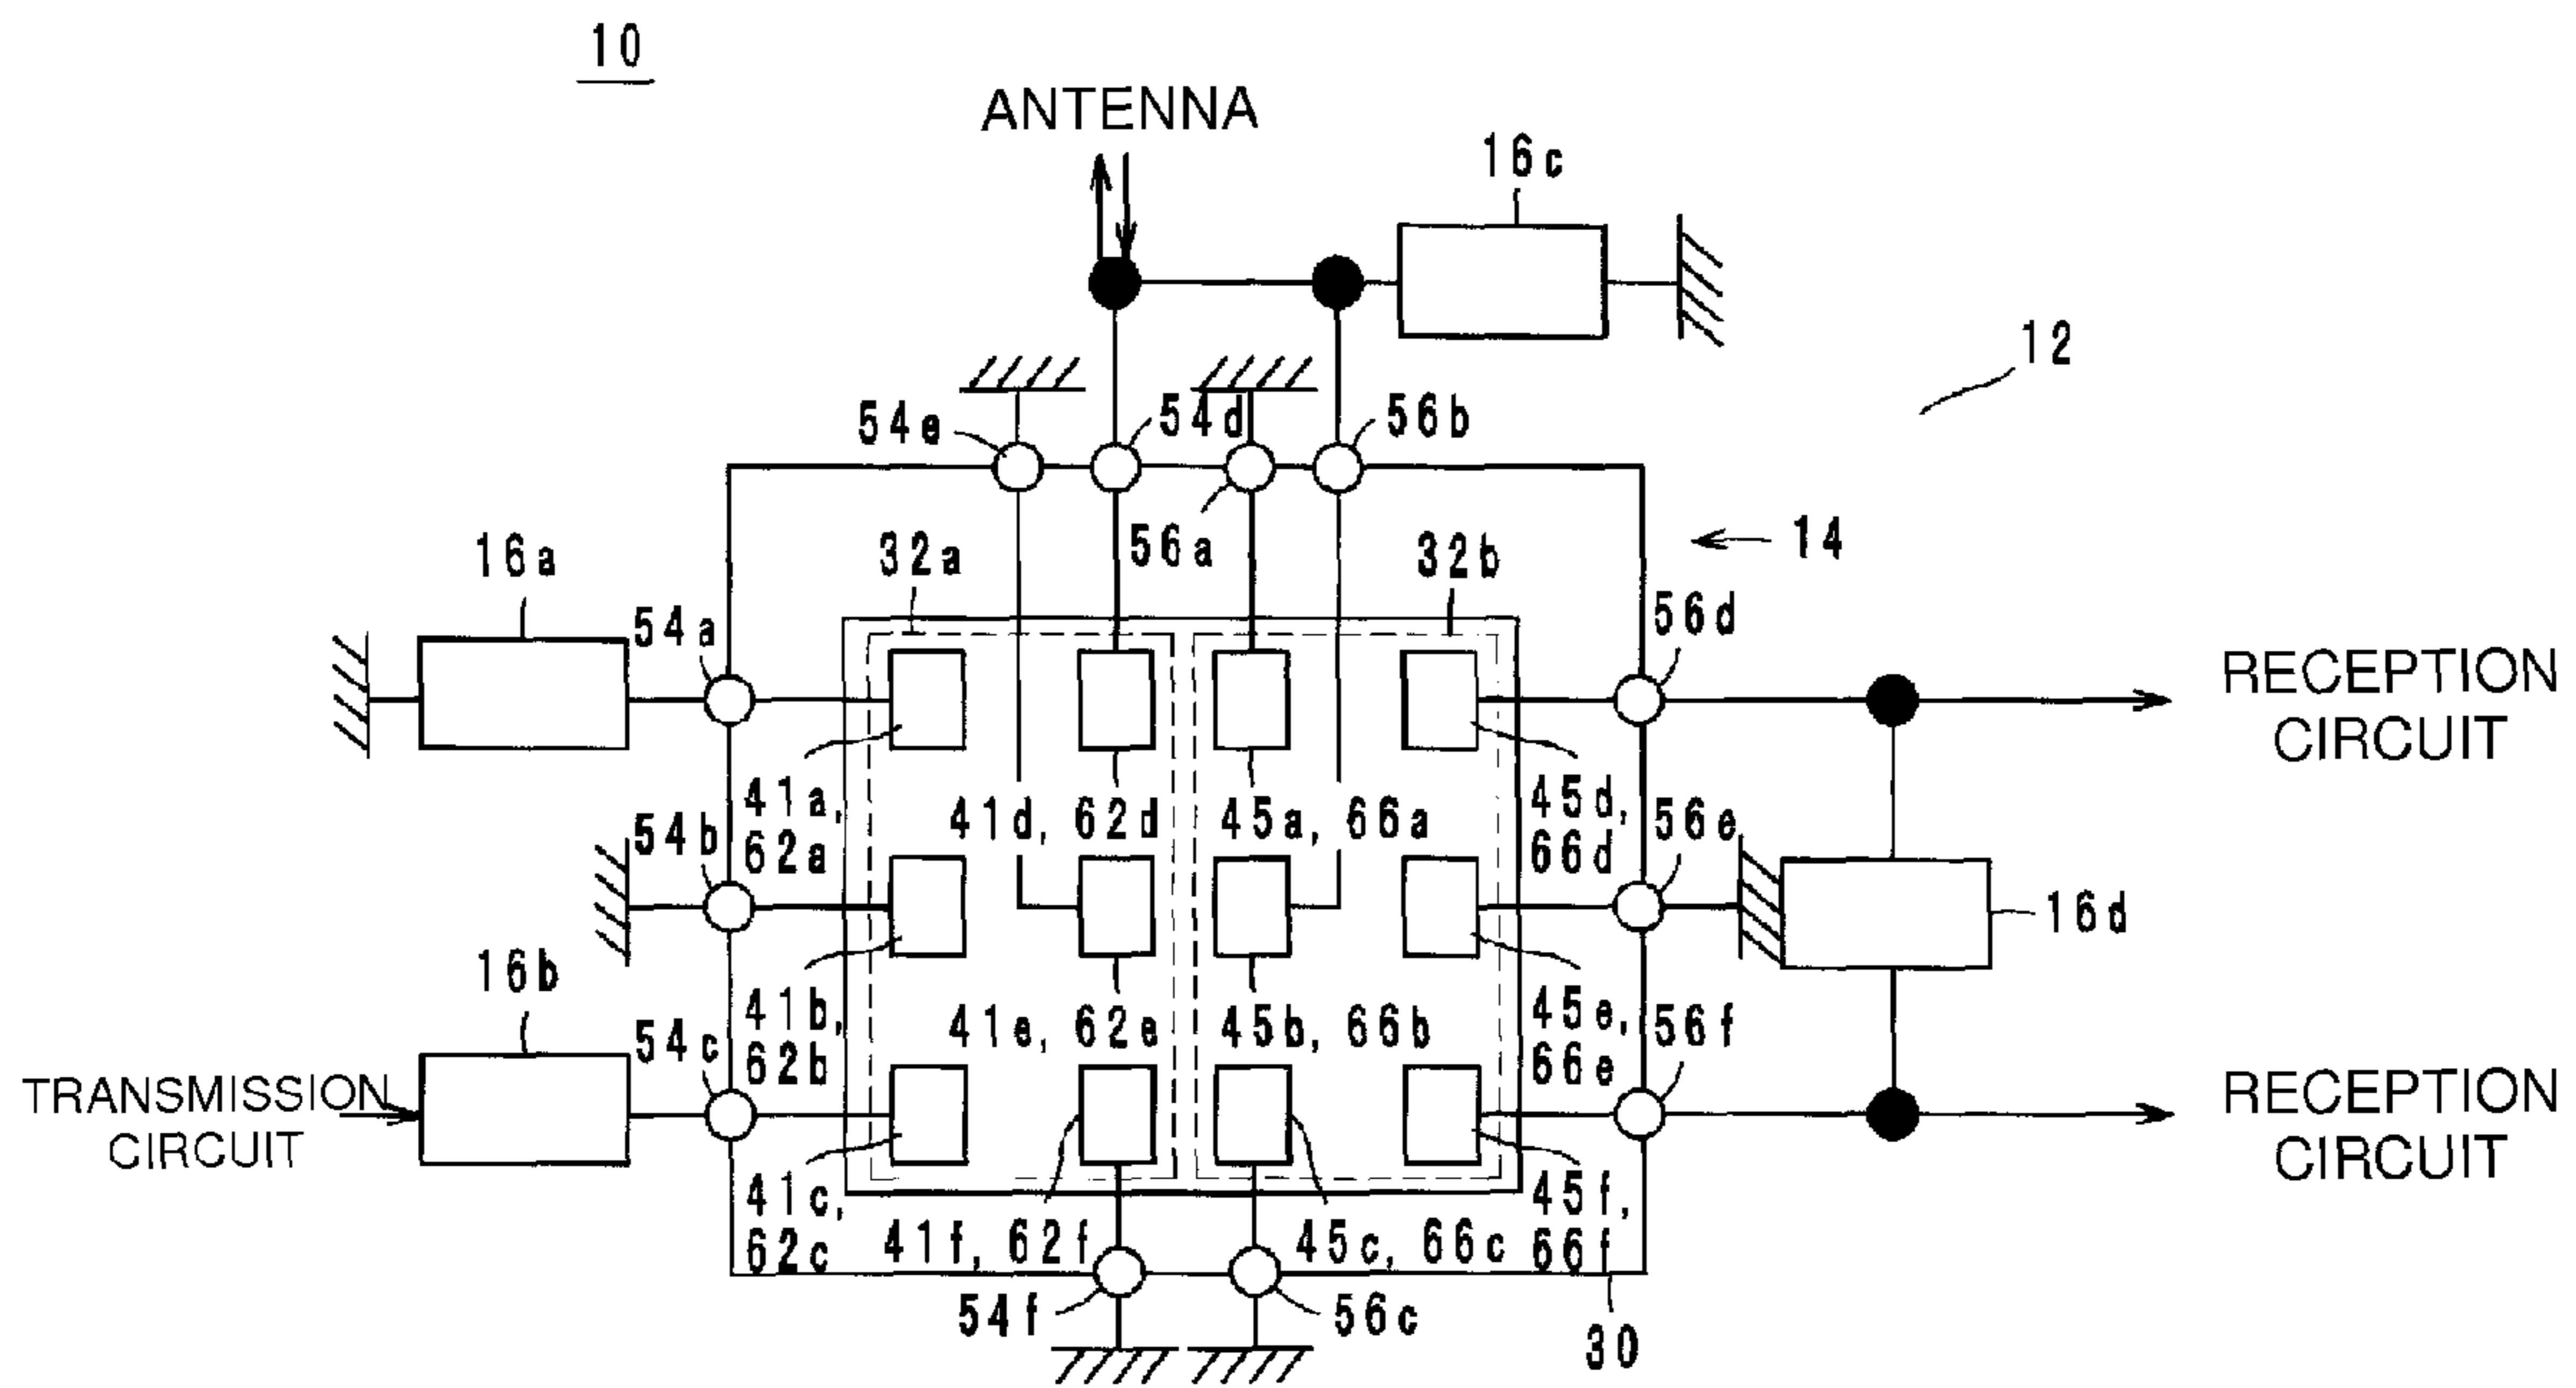 10
ANTENNA
16c
12
54e
54d
56b
56a
14
16a
32a
32b
54a
56d
RECEPTION
CIRCUIT
41a,
62a
41d, 62d
45a, 66a
45d,
66d
54b
56e
16d
16b
41b,
62b
41e, 62e
45b, 66b
45e,
66e
54c
56f
TRANSMISSION
CIRCUIT
RECEPTION
CIRCUIT
41c,
62c
41f, 62f
45c, 66c
45f,
66f
54f
56c
30